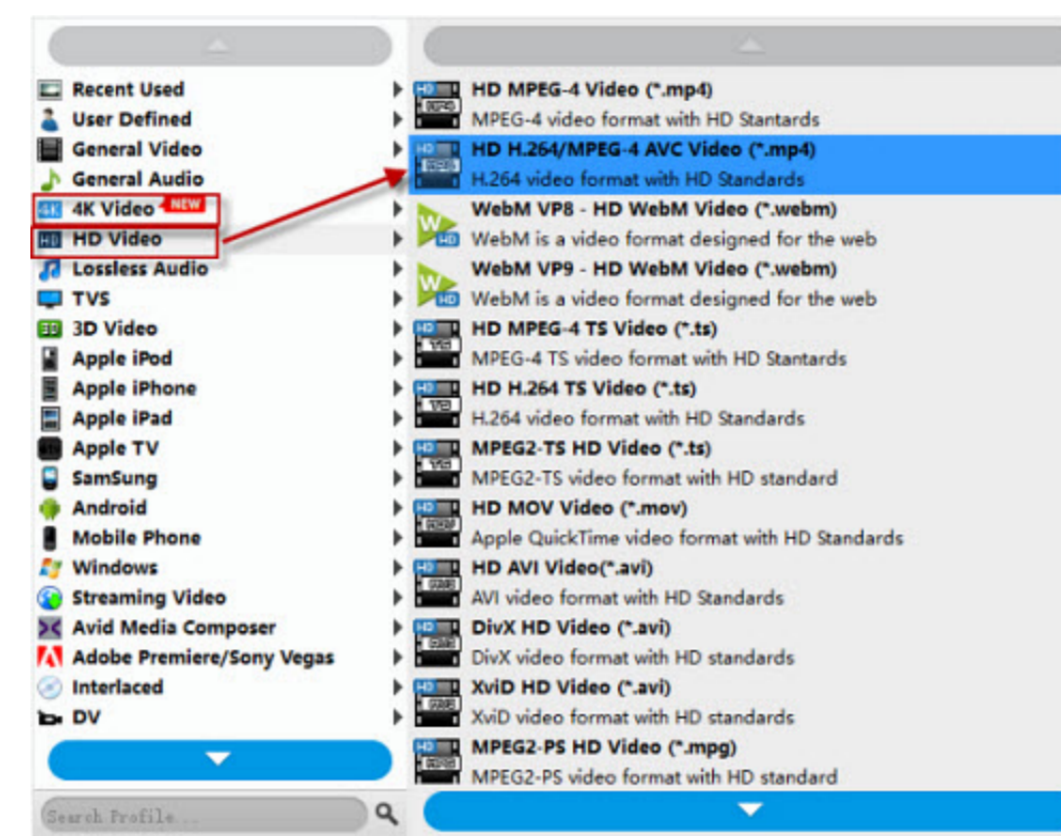 Recent Used
User Defined
General Video
General Audio
4K Video NEW
HD Video
Lossless Audio
TVS
3D Video
Apple iPod
Apple iPhone
Apple iPad
Apple TV
SamSung
Android
Mobile Phone
Windows
Streaming Video
Avid Media Composer
Adobe Premiere/Sony Vegas
Interlaced
DV
Search Profile...
HD MPEG-4 Video (*.mp4)
MPEG-4 video format with HD Stantards
HD H.264/MPEG-4 AVC Video (*.mp4)
H.264 video format with HD Standards
WebM VP8 - HD WebM Video (*.webm)
WebM is a video format designed for the web
WebM VP9 - HD WebM Video (*.webm)
WebM is a video format designed for the web
HD MPEG-4 TS Video (*.ts)
MPEG-4 TS video format with HD Stantards
HD H.264 TS Video (*.ts)
H.264 video format with HD Standards
MPEG2-TS HD Video (*.ts)
MPEG2-TS video format with HD standard
HD MOV Video (*.mov)
Apple QuickTime video format with HD Standards
HD AVI Video(*.avi)
AVI video format with HD Standards
DivX HD Video (*.avi)
DivX video format with HD standards
XviD HD Video (*.avi)
XviD video format with HD standards
MPEG2-PS HD Video (*.mpg)
MPEG2-PS video format with HD standard